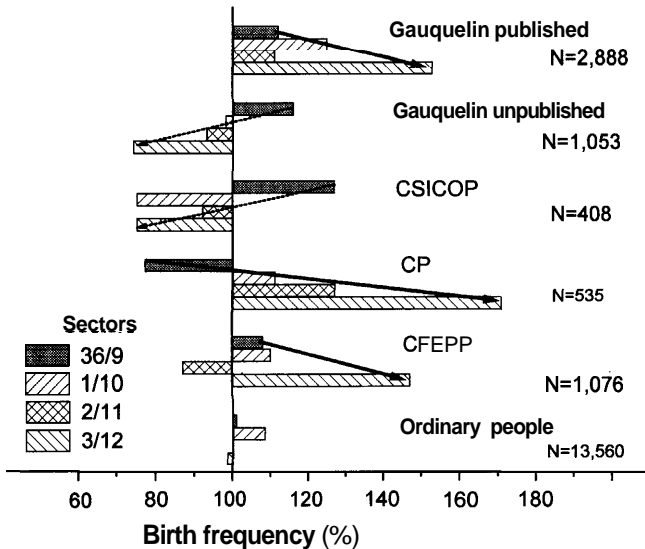 Gauquelin published
N=2,888
Gauquelin unpublished
N=1,053
CSICOP
N=408
CP
N=535
CFEPP
N=1,076
Ordinary people
N=13,560
Sectors
36/9
1/10
2/11
3/12
60 80 100 120 140 160 180
Birth frequency (%)